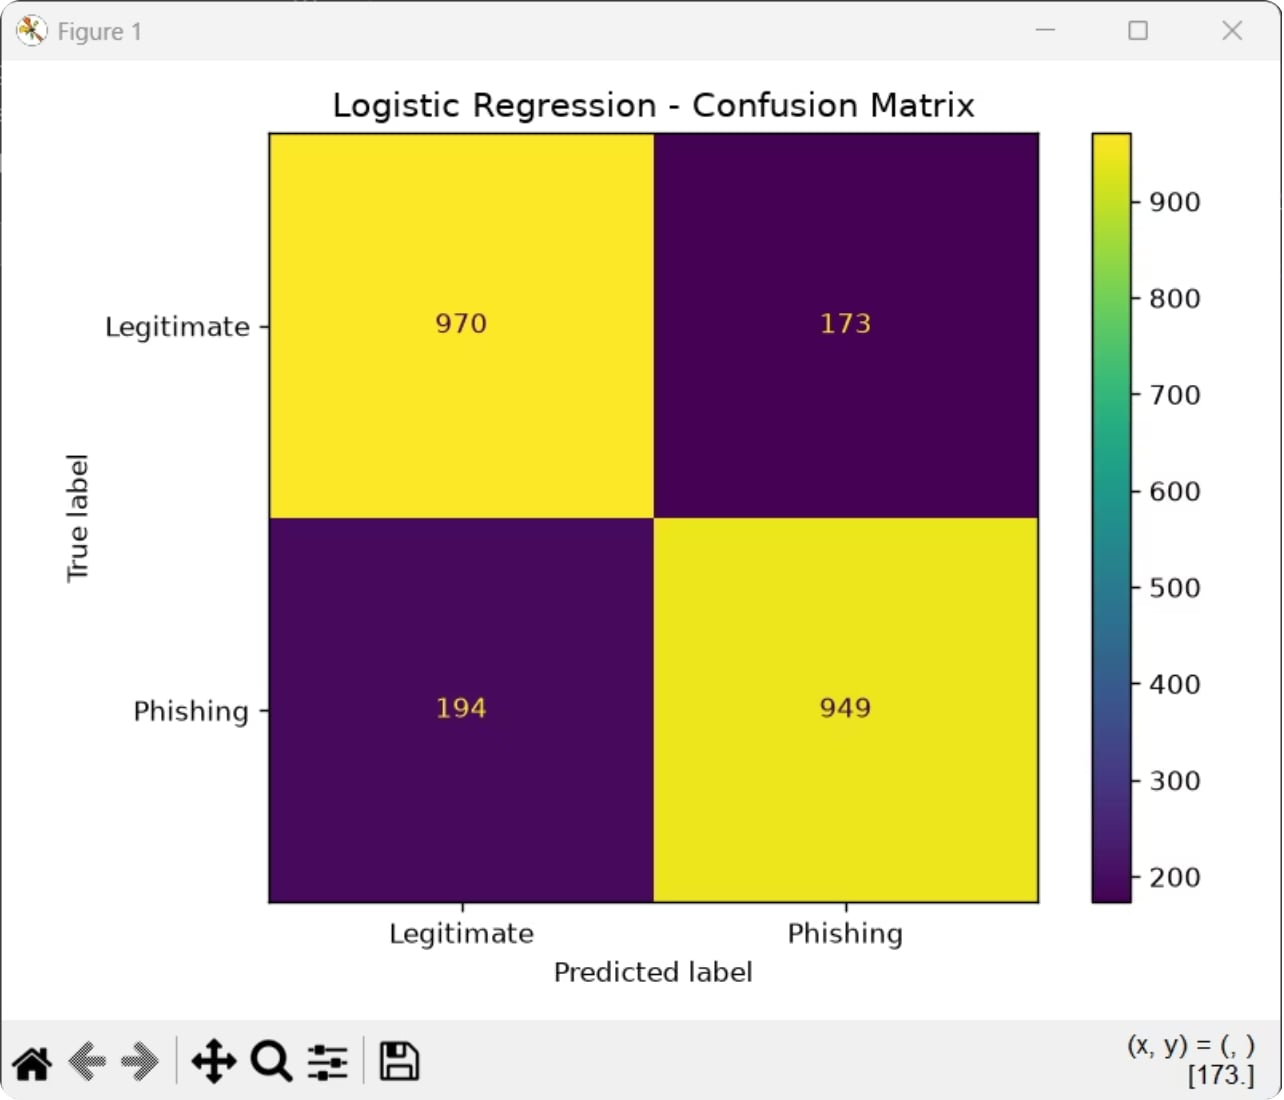 Figure 1
Logistic Regression - Confusion Matrix
Legitimate
970
173
Phishing
194
949
True label
Legitimate
Phishing
Predicted label
900
800
700
600
500
400
300
200
(x, y) = (, )
[173.]